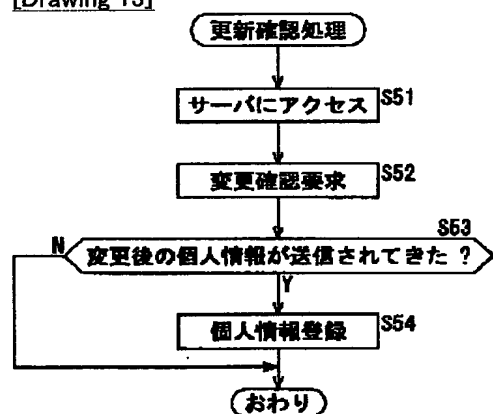 [Drawing 13]
更新確認処理
サーバにアクセス S51
変更確認要求 S52
S53
N 変更後の個人情報が送信されてきた ?
Y
個人情報登録 S54
おわり